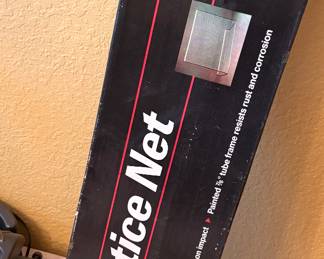 tice Net
on impact ▸ Painted ⅞" tube frame resists rust and corrosion